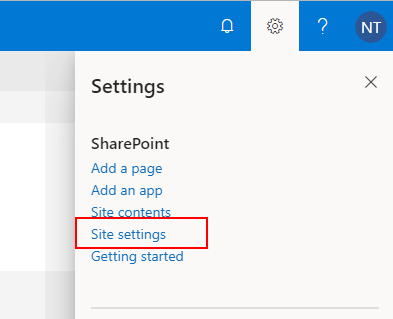 ?
NT
Settings
SharePoint
Add a page
Add an app
Site contents
Site settings
Getting started